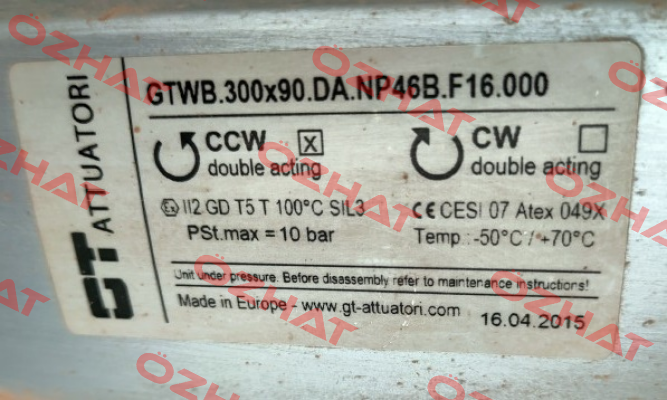 GT ATTUATORI
GTWB.300x90.DA.NP46B.F16.000
CCW X
double acting
CW
double acting
Ex II2 GD T5 T 100°C SIL3
CE CESI 07 Atex 049X
PSt.max = 10 bar
Temp.: -50°C / +70°C
Unit under pressure. Before disassembly refer to maintenance instructions!
Made in Europe - www.gt-attuatori.com
16.04.2015
OZHAT
OZHAT
OZHAT
OZHAT
OZHAT
OZHAT
OZHAT
OZHAT
OZHAT